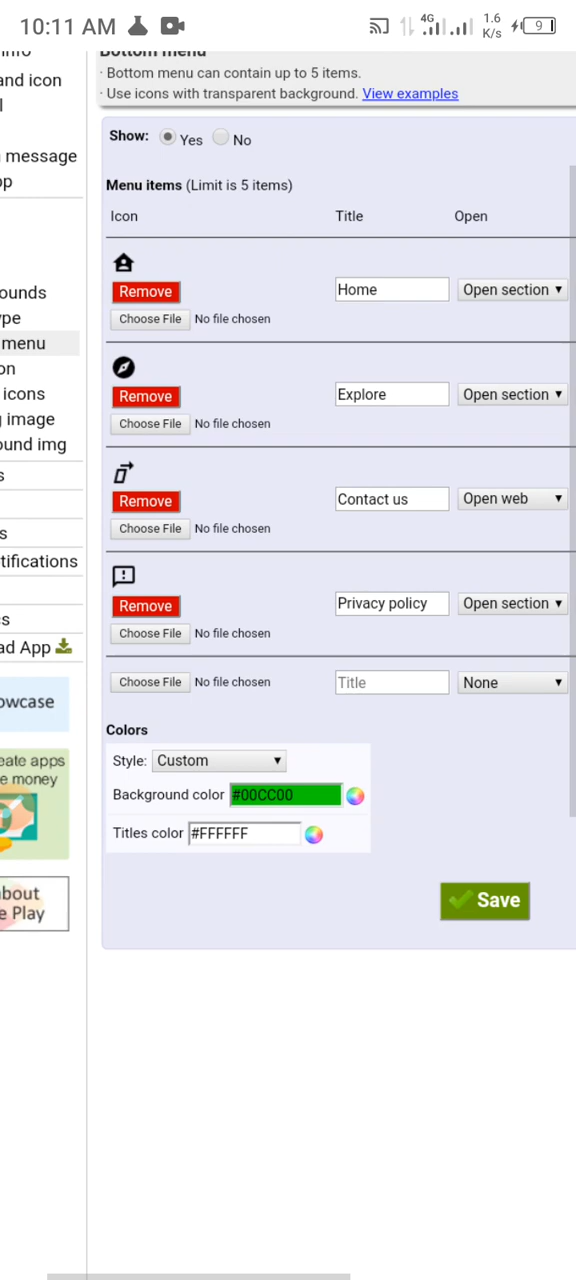 10:11 AM
4G
1.6
K/s
9
and icon
message
ounds
menu
icons
image
ound img
tifications
ad App
owcase
eate apps
e money
about
e Play
Bottom menu
· Bottom menu can contain up to 5 items.
· Use icons with transparent background. View examples
Show: Yes No
Menu items (Limit is 5 items)
Icon Title Open
Remove
Choose File No file chosen
Home
Open section
Remove
Choose File No file chosen
Explore
Open section
Remove
Choose File No file chosen
Contact us
Open web
Remove
Choose File No file chosen
Privacy policy
Open section
Choose File No file chosen
Title
None
Colors
Style: Custom
Background color #00CC00
Titles color #FFFFFF
Save